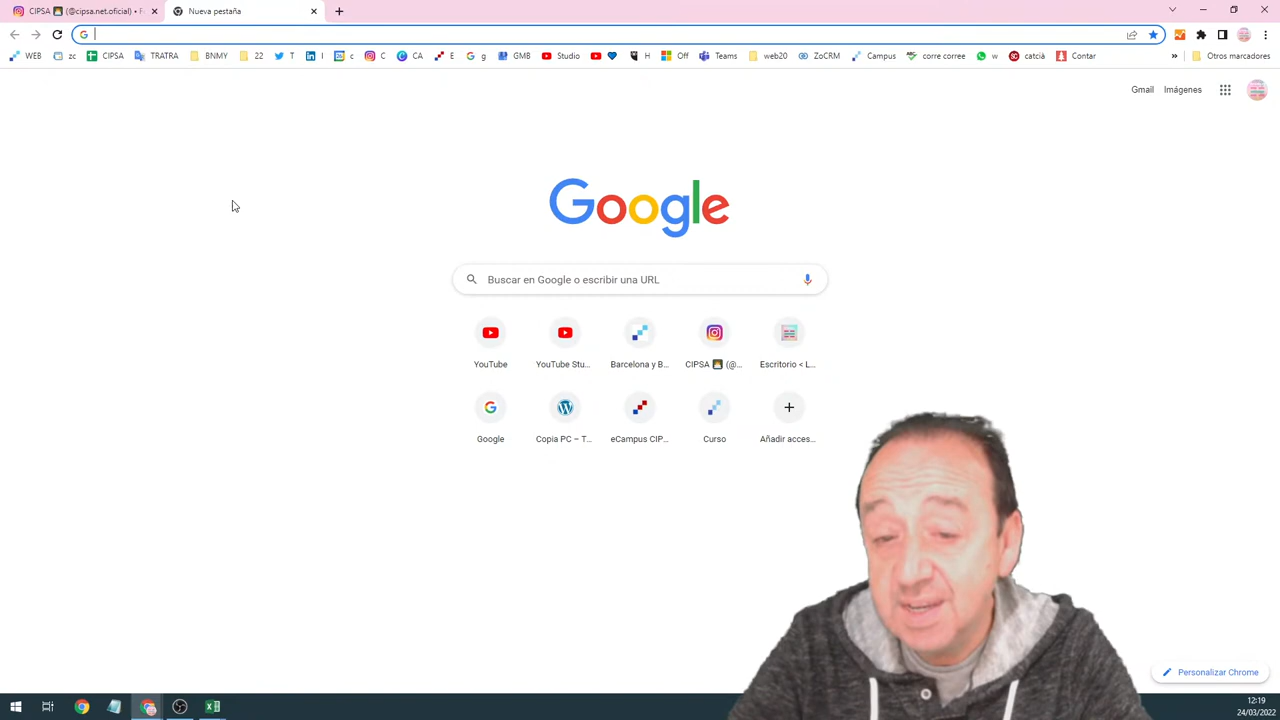 CIPSA 👨‍💻 (@cipsa.net.oficial) • F
Nueva pestaña
WEB zc CIPSA TRATRA BNMY 22 T I c C CA E g GMB Studio H Off Teams web20 ZoCRM Campus corre corree w catcià Contar » Otros marcadores
Gmail Imágenes
Google
Buscar en Google o escribir una URL
YouTube YouTube Stu... Barcelona y B... CIPSA 👨‍💻 (@... Escritorio < L...
Google Copia PC – T... eCampus CIP... Curso Añadir acces...
Personalizar Chrome
12:19
24/03/2022